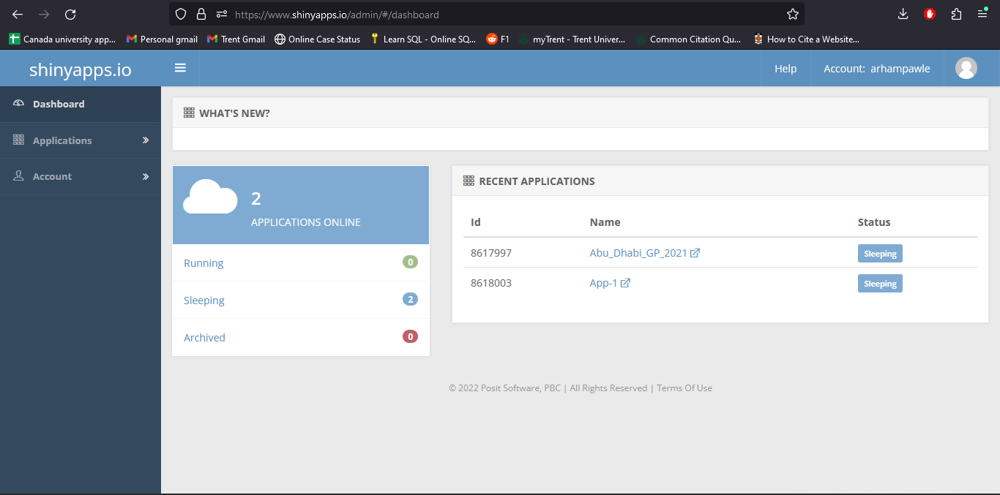 https://www.shinyapps.io/admin/#/dashboard
Canada university app... Personal gmail Trent Gmail Online Case Status Learn SQL - Online SQ... F1 myTrent - Trent Univer... Common Citation Qu... How to Cite a Website...
shinyapps.io Help Account: arhampawle
Dashboard
Applications
Account
WHAT'S NEW?
2
APPLICATIONS ONLINE
Running 0
Sleeping 2
Archived 0
RECENT APPLICATIONS
Id Name Status
8617997 Abu_Dhabi_GP_2021 Sleeping
8618003 App-1 Sleeping
© 2022 Posit Software, PBC | All Rights Reserved | Terms Of Use